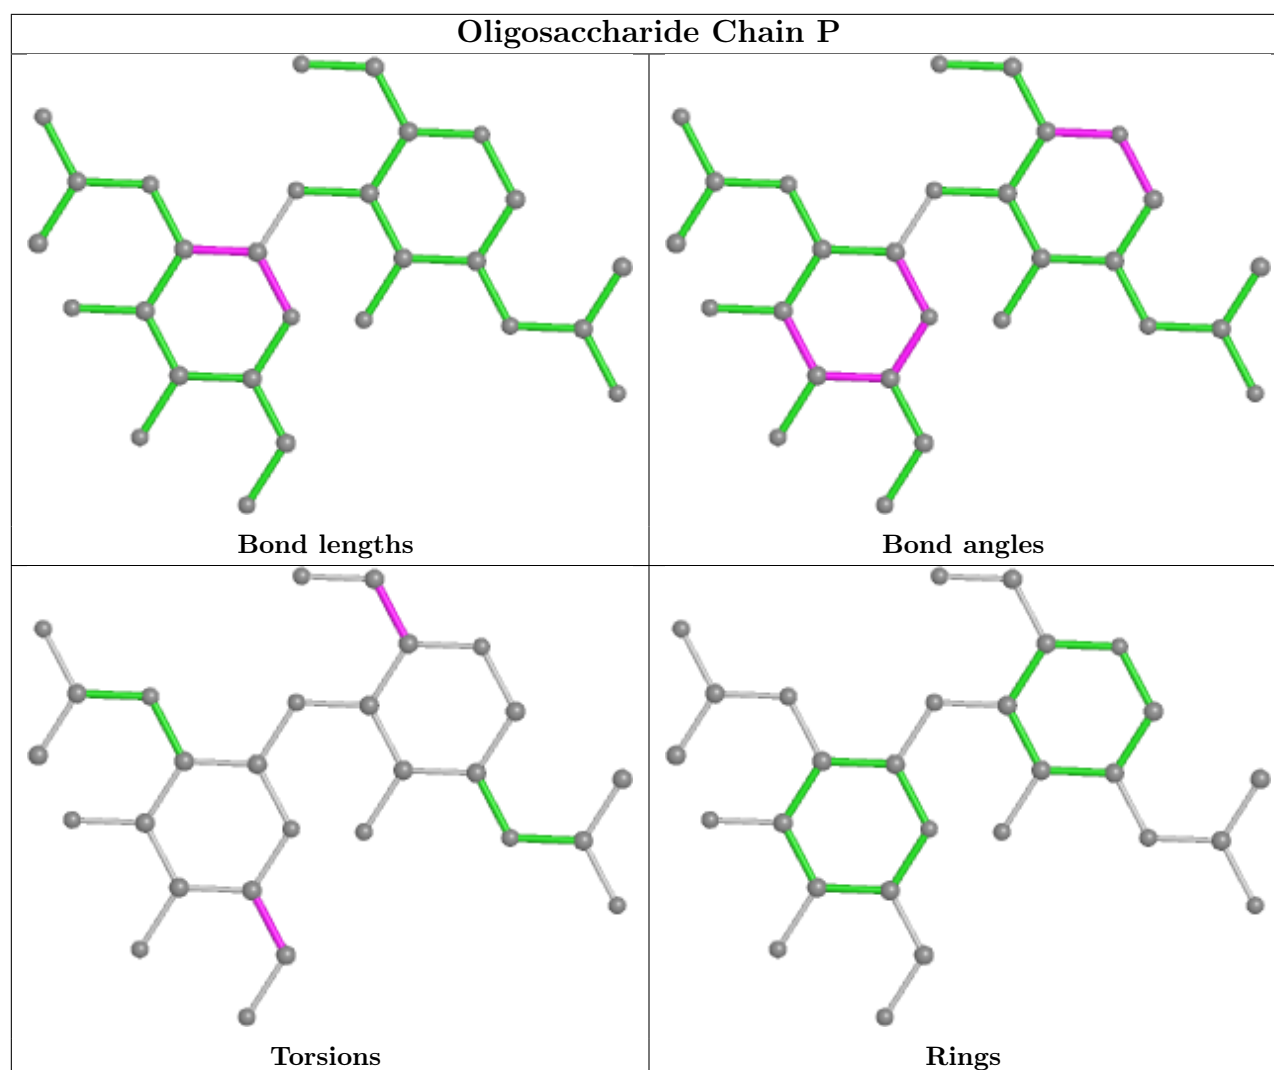 Oligosaccharide Chain P
Bond lengths
Bond angles
Torsions
Rings